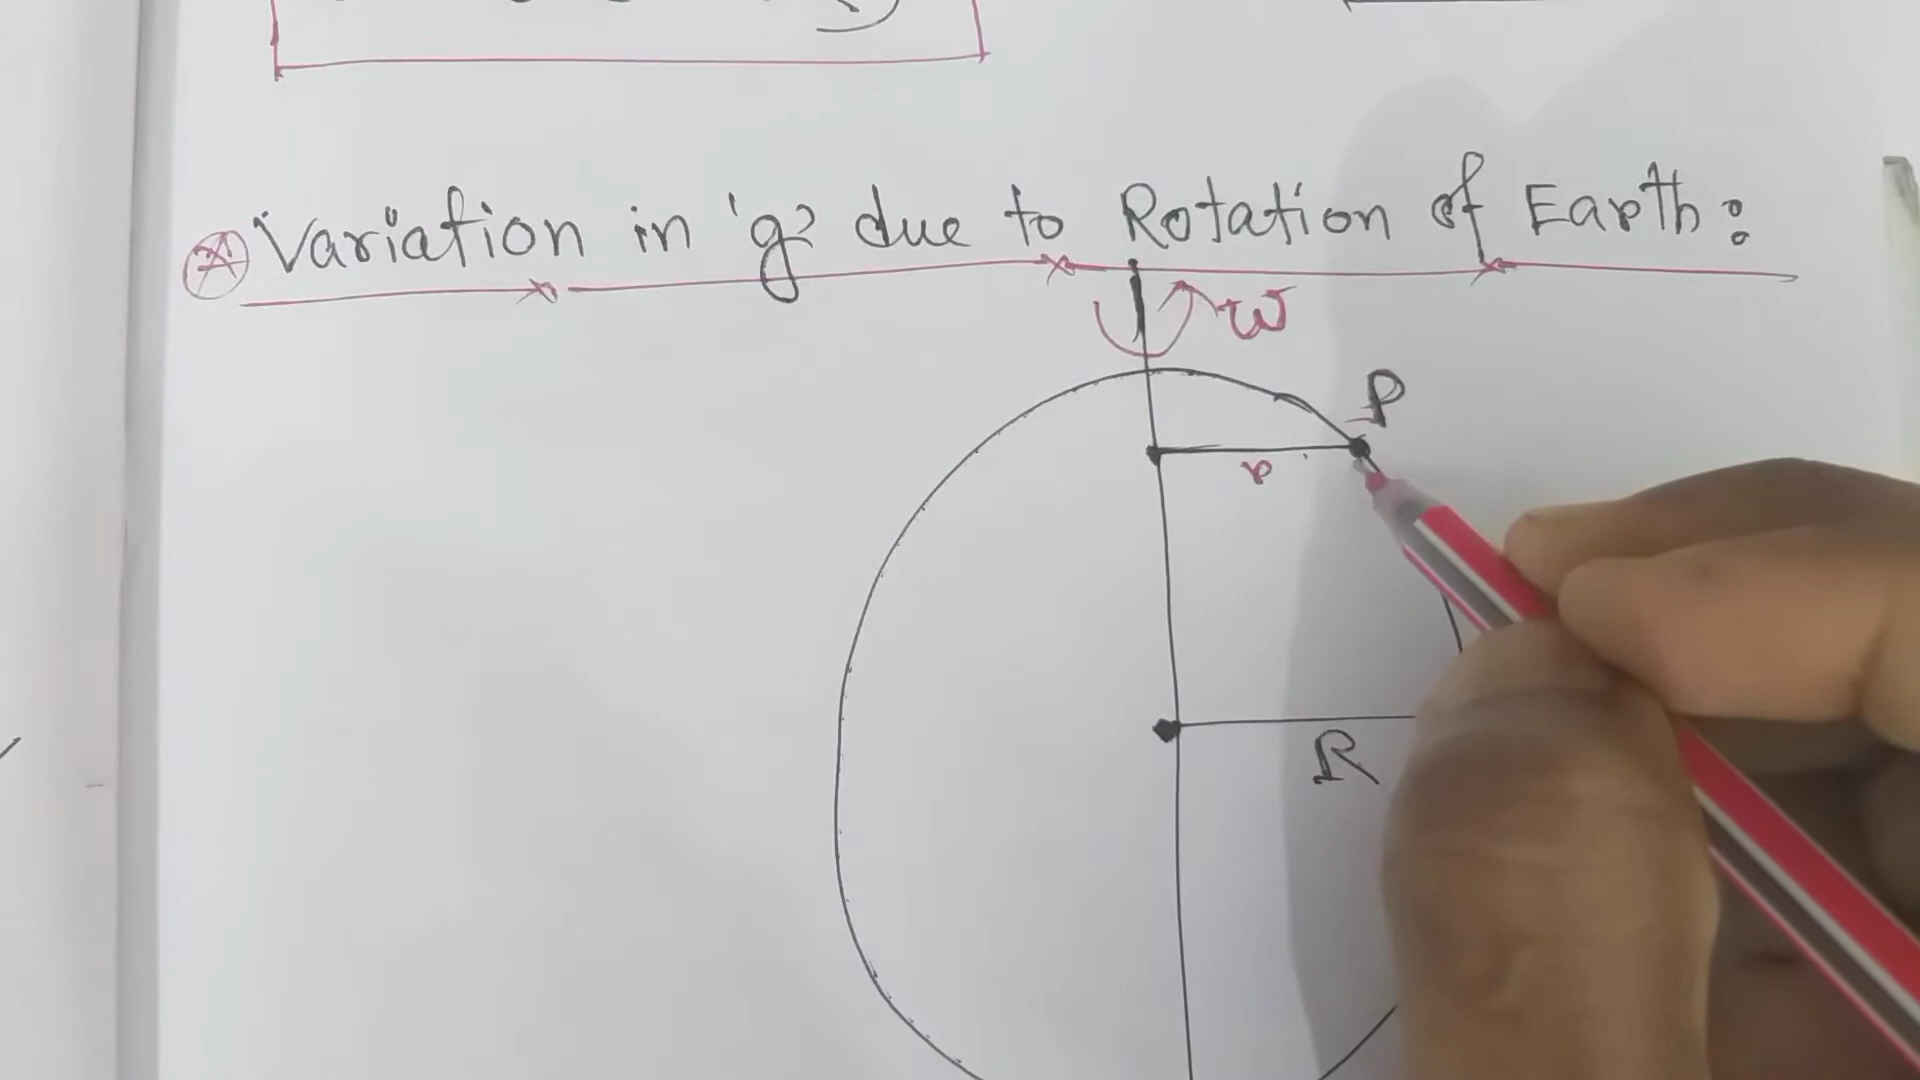 Variation in 'g' due to Rotation of Earth:
ω
P
r
R